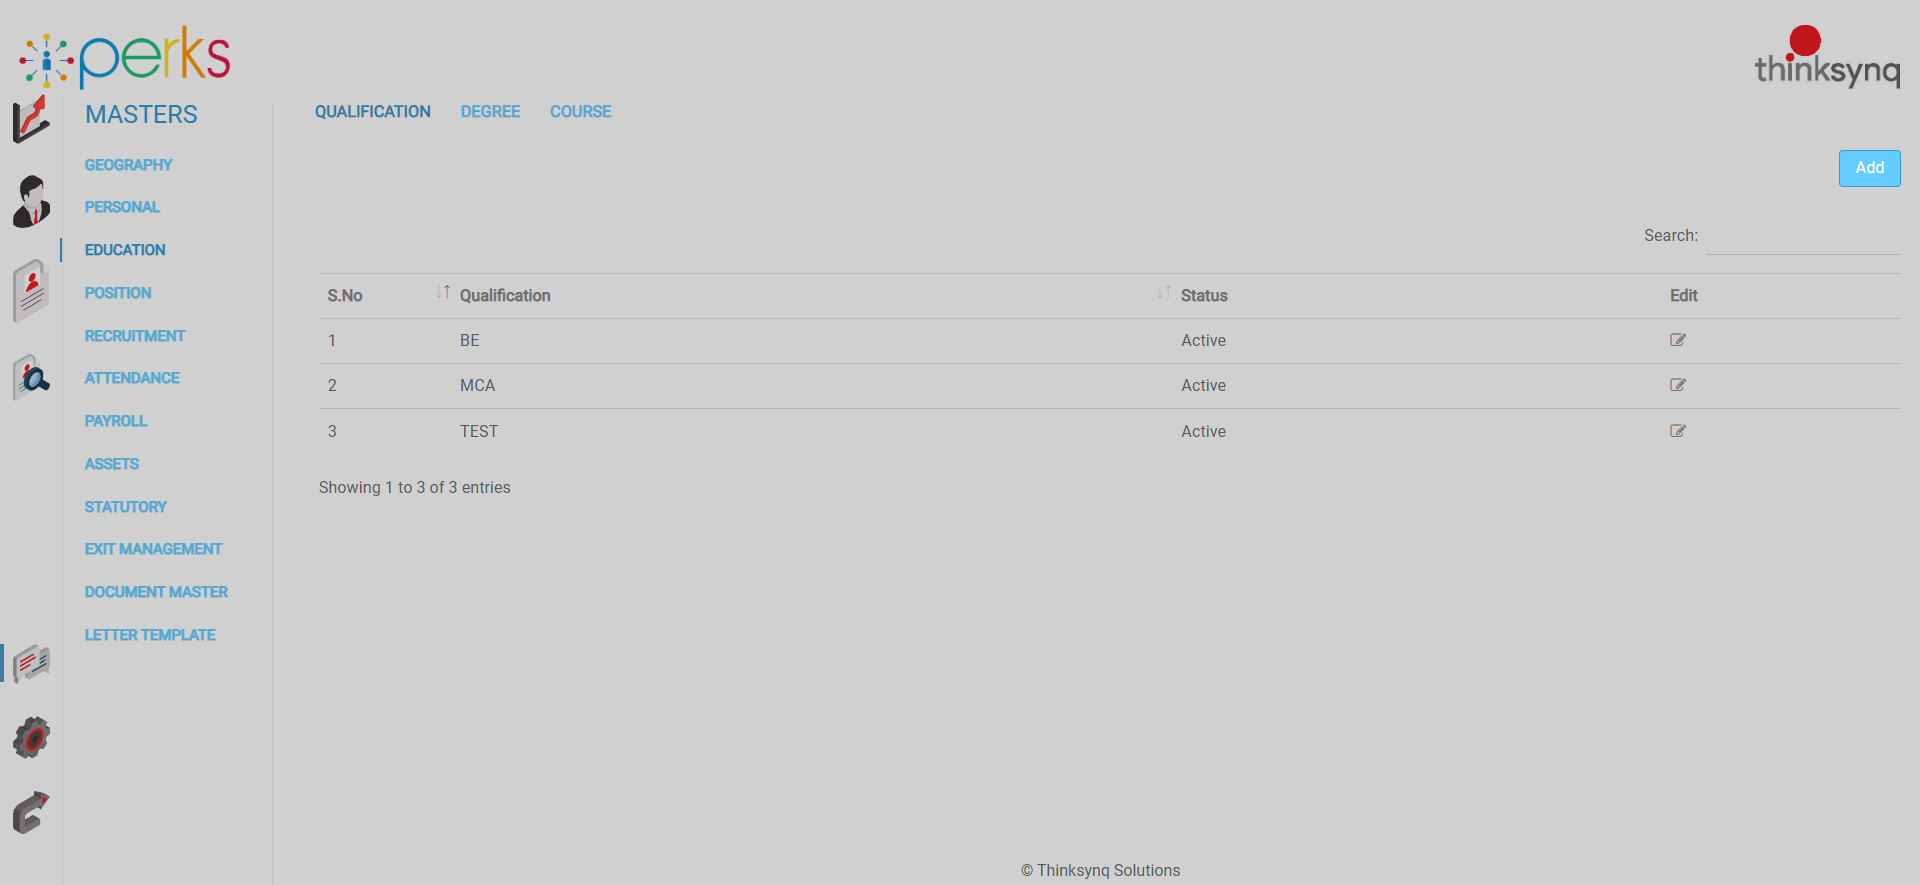 perks
thinksynq
MASTERS
GEOGRAPHY
PERSONAL
EDUCATION
POSITION
RECRUITMENT
ATTENDANCE
PAYROLL
ASSETS
STATUTORY
EXIT MANAGEMENT
DOCUMENT MASTER
LETTER TEMPLATE
QUALIFICATION DEGREE COURSE
Add
Search:
S.No Qualification Status Edit
1 BE Active
2 MCA Active
3 TEST Active
Showing 1 to 3 of 3 entries
© Thinksynq Solutions